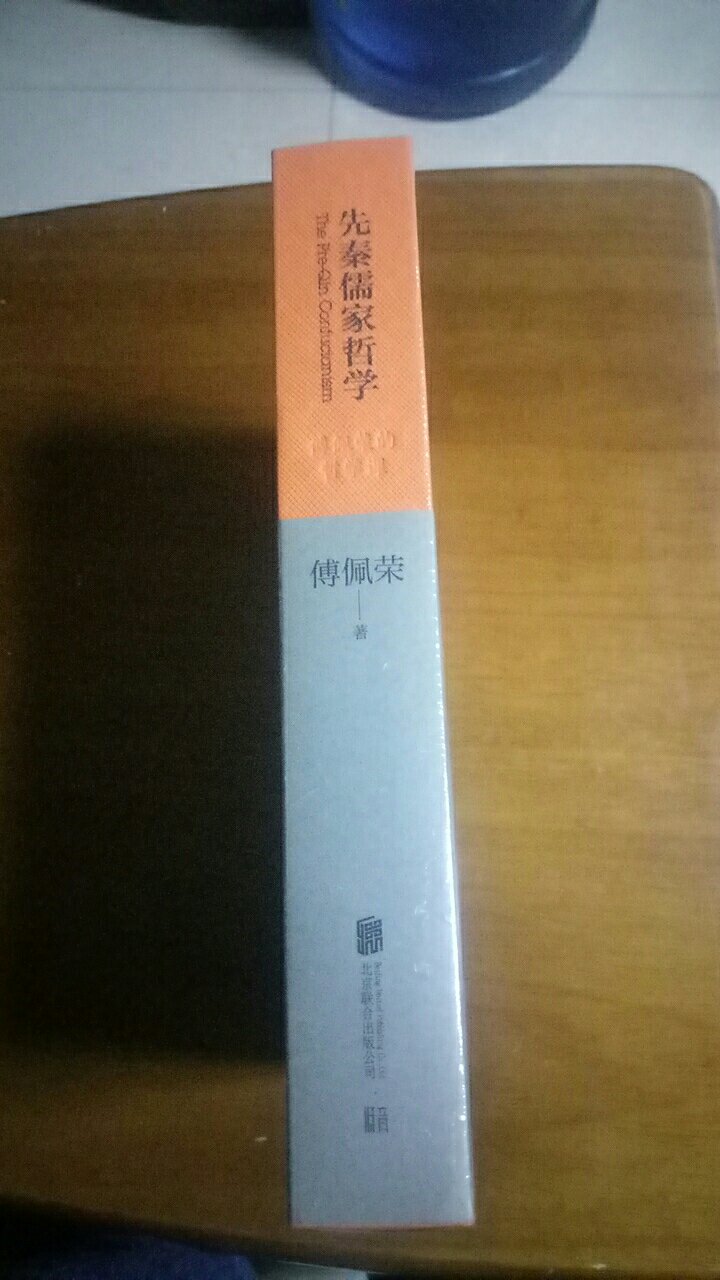 先秦儒家哲学
The Pre-Qin Confucianism
傅佩荣
著
北京联合出版公司